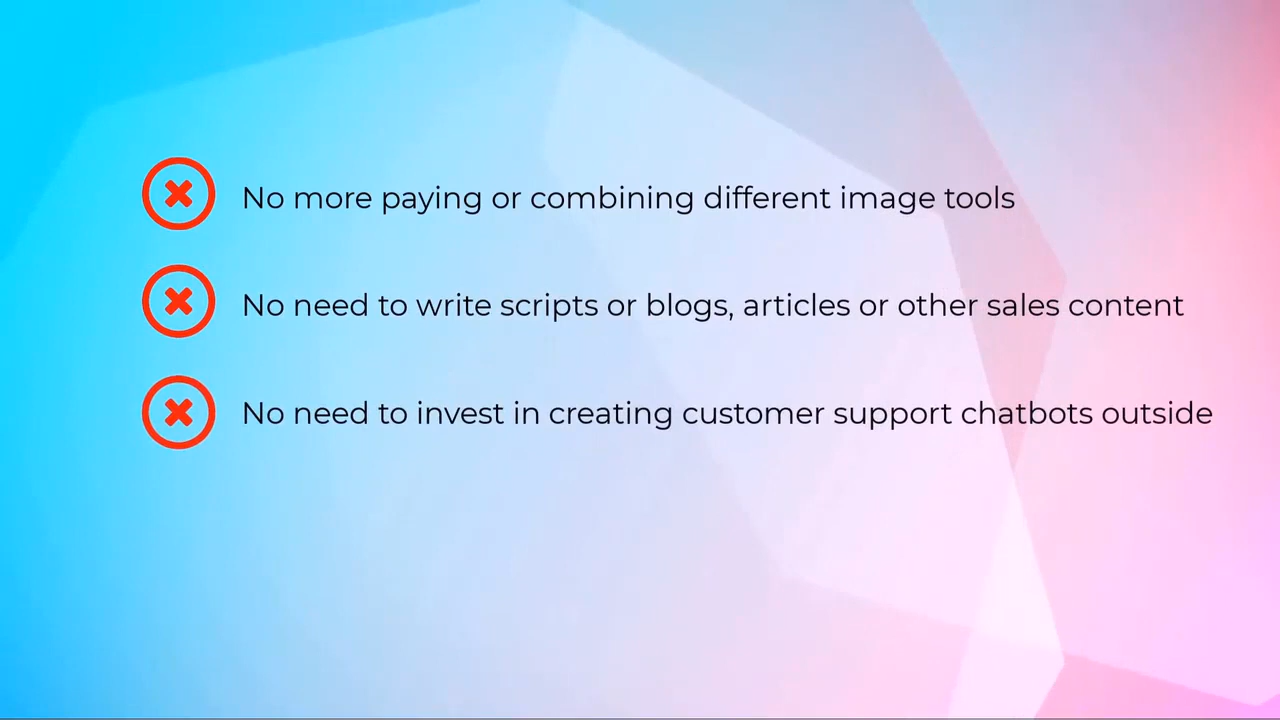 No more paying or combining different image tools
No need to write scripts or blogs, articles or other sales content
No need to invest in creating customer support chatbots outside